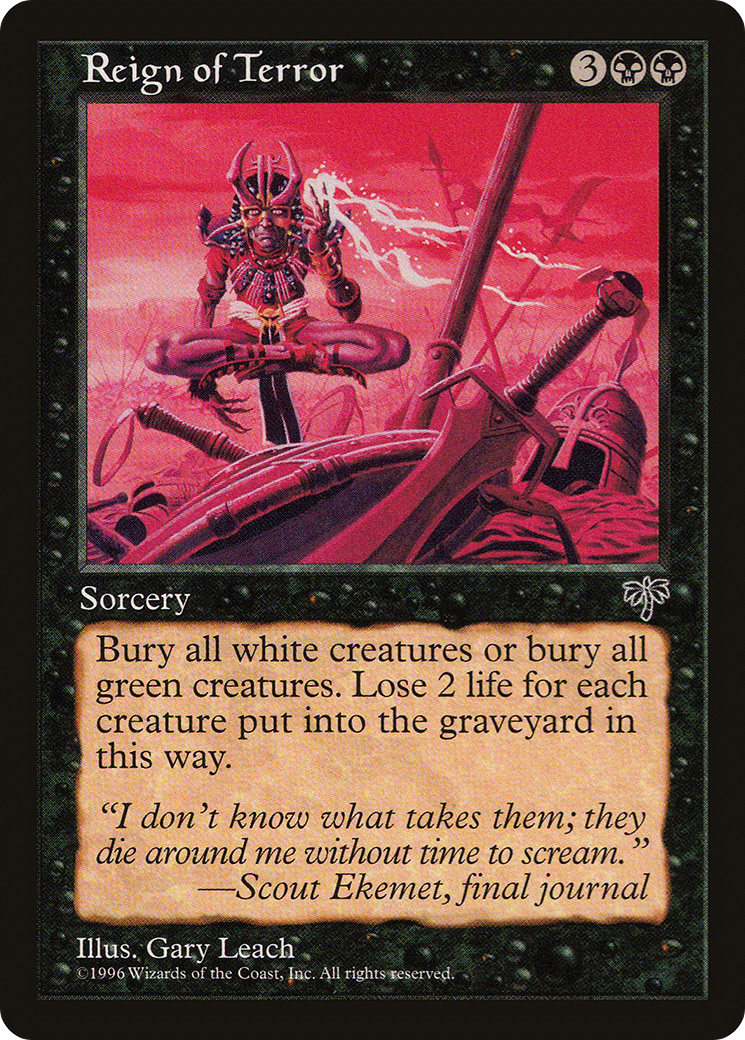 Reign of Terror
3
Sorcery
Bury all white creatures or bury all
green creatures. Lose 2 life for each
creature put into the graveyard in
this way.
“I don’t know what takes them; they
die around me without time to scream.”
—Scout Ekemet, final journal
Illus. Gary Leach
©1996 Wizards of the Coast, Inc. All rights reserved.